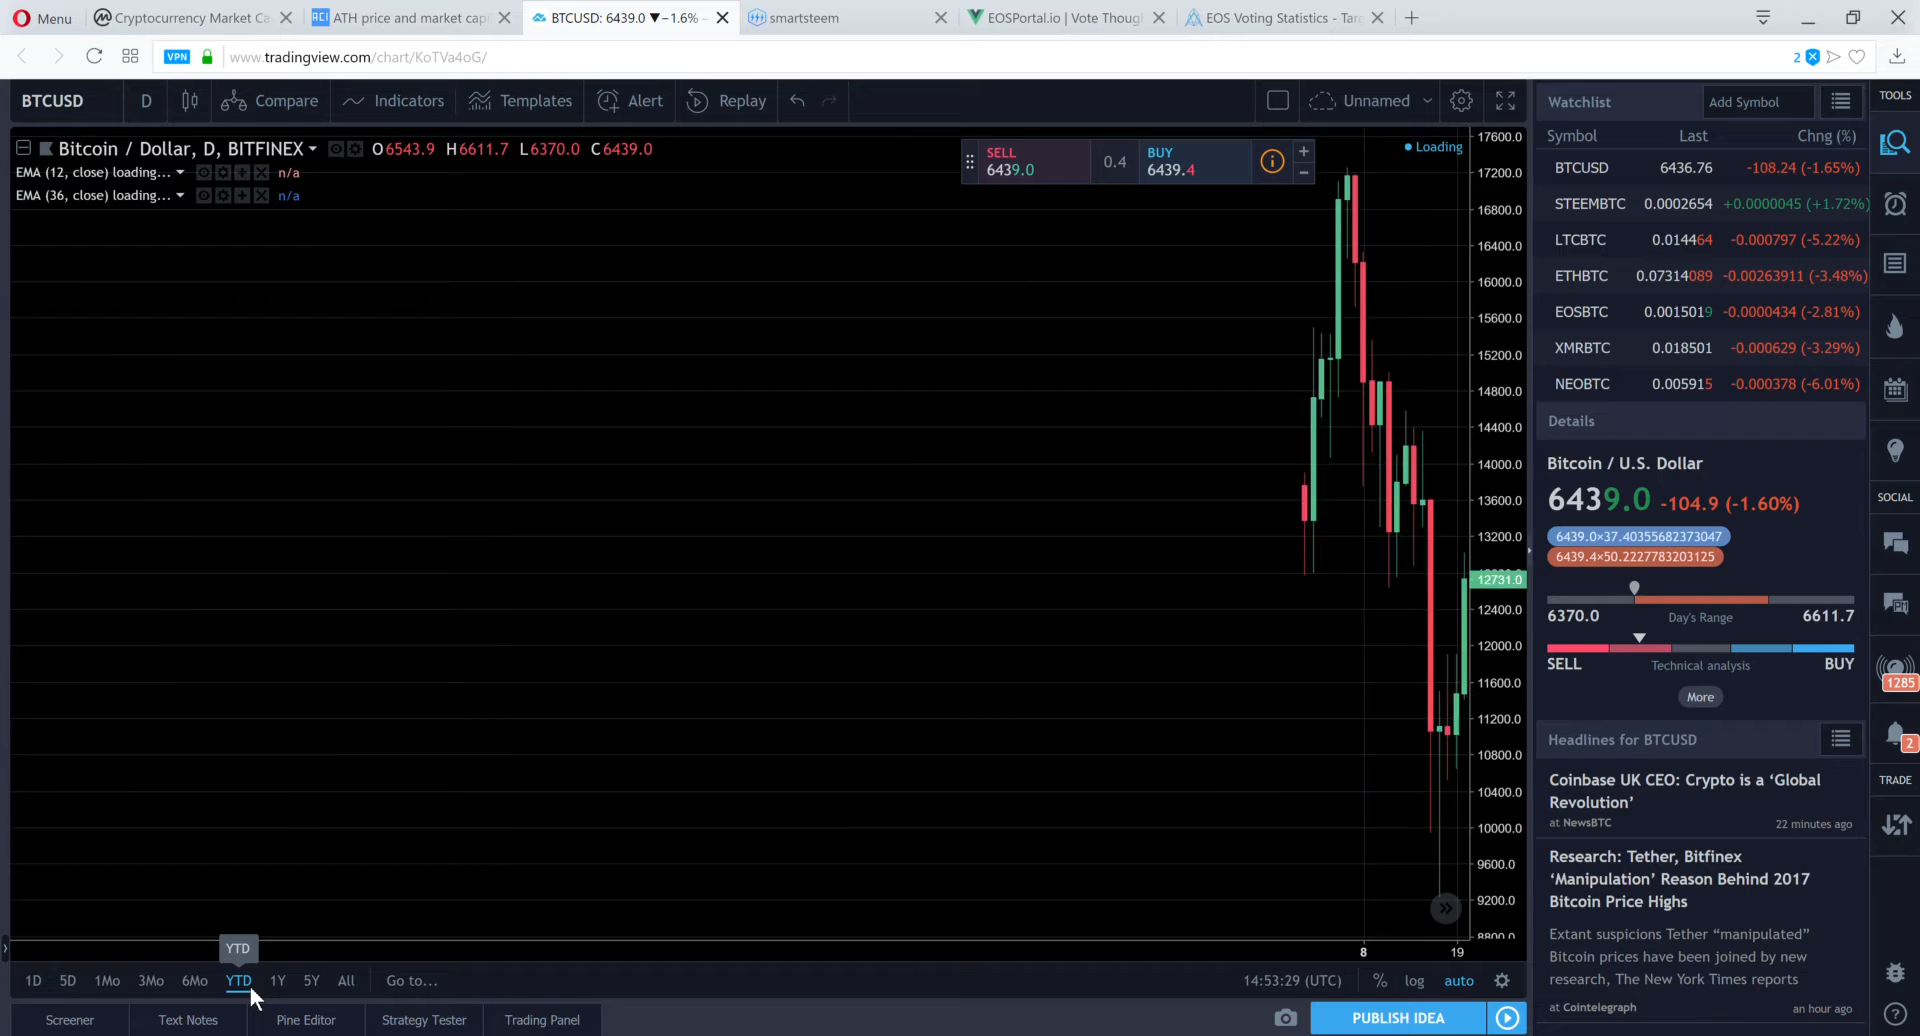 Menu
Cryptocurrency Market Ca
ACI ATH price and market cap
BTCUSD: 6439.0 ▼−1.6% –
smartsteem
EOSPortal.io | Vote Thoug
EOS Voting Statistics - Tar
VPN
www.tradingview.com/chart/KoTVa4oG/
2
BTCUSD
D
Compare
Indicators
Templates
Alert
Replay
Unnamed
Bitcoin / Dollar, D, BITFINEX
O6543.9 H6611.7 L6370.0 C6439.0
EMA (12, close) loading... n/a
EMA (36, close) loading... n/a
SELL
6439.0
0.4
BUY
6439.4
Loading
17600.0
17200.0
16800.0
16400.0
16000.0
15600.0
15200.0
14800.0
14400.0
14000.0
13600.0
13200.0
12731.0
12400.0
12000.0
11600.0
11200.0
10800.0
10400.0
10000.0
9600.0
9200.0
8800.0
8
19
YTD
1D 5D 1Mo 3Mo 6Mo YTD 1Y 5Y All Go to...
14:53:29 (UTC) % log auto
Screener
Text Notes
Pine Editor
Strategy Tester
Trading Panel
PUBLISH IDEA
Watchlist
Add Symbol
Symbol Last Chng (%)
BTCUSD 6436.76 -108.24 (-1.65%)
STEEMBTC 0.0002654 +0.0000045 (+1.72%)
LTCBTC 0.014464 -0.000797 (-5.22%)
ETHBTC 0.07314089 -0.00263911 (-3.48%)
EOSBTC 0.0015019 -0.0000434 (-2.81%)
XMRBTC 0.018501 -0.000629 (-3.29%)
NEOBTC 0.005915 -0.000378 (-6.01%)
Details
Bitcoin / U.S. Dollar
6439.0 -104.9 (-1.60%)
6439.0×37.40355682373047
6439.4×50.2227783203125
6370.0 Day's Range 6611.7
SELL Technical analysis BUY
More
Headlines for BTCUSD
Coinbase UK CEO: Crypto is a ‘Global
Revolution’
at NewsBTC 22 minutes ago
Research: Tether, Bitfinex
‘Manipulation’ Reason Behind 2017
Bitcoin Price Highs
Extant suspicions Tether “manipulated”
Bitcoin prices have been joined by new
research, The New York Times reports
at Cointelegraph an hour ago
TOOLS
SOCIAL
1285
2
TRADE